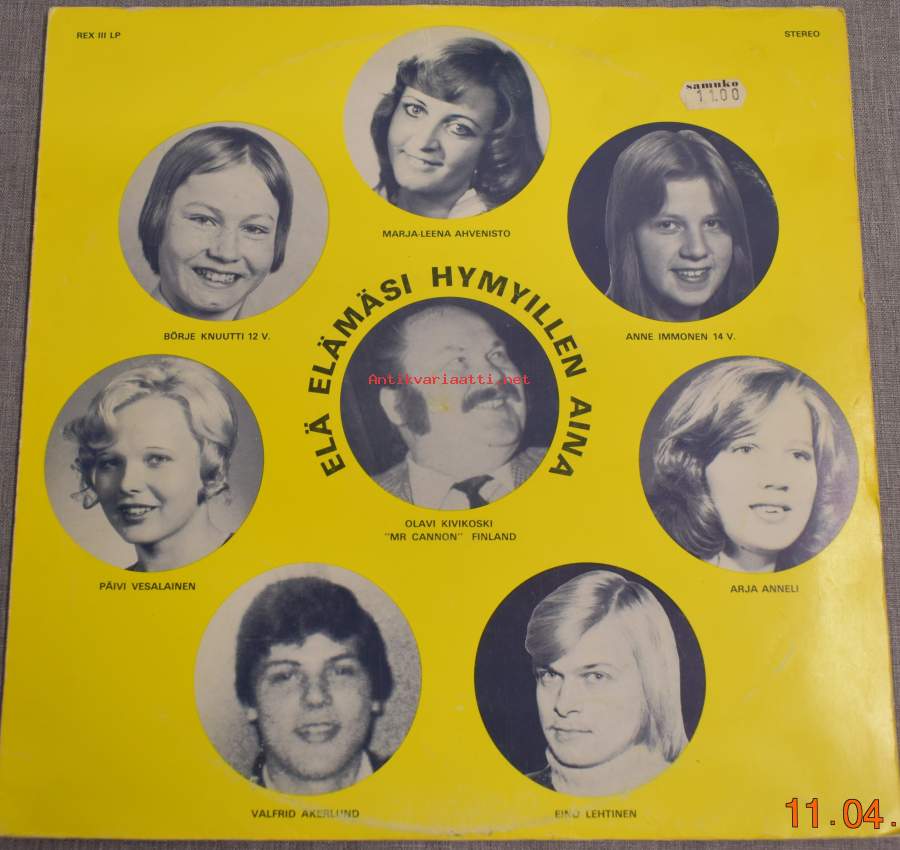 REX III LP
STEREO
samuko
11.00
MARJA-LEENA AHVENISTO
BÖRJE KNUUTTI 12 V.
ANNE IMMONEN 14 V.
ELÄ ELÄMÄSI HYMYILLEN AINA
Antikvariaatti.net
OLAVI KIVIKOSKI
"MR CANNON" FINLAND
PÄIVI VESALAINEN
ARJA ANNELI
VALFRID AKERLUND
EINO LEHTINEN
11.04.